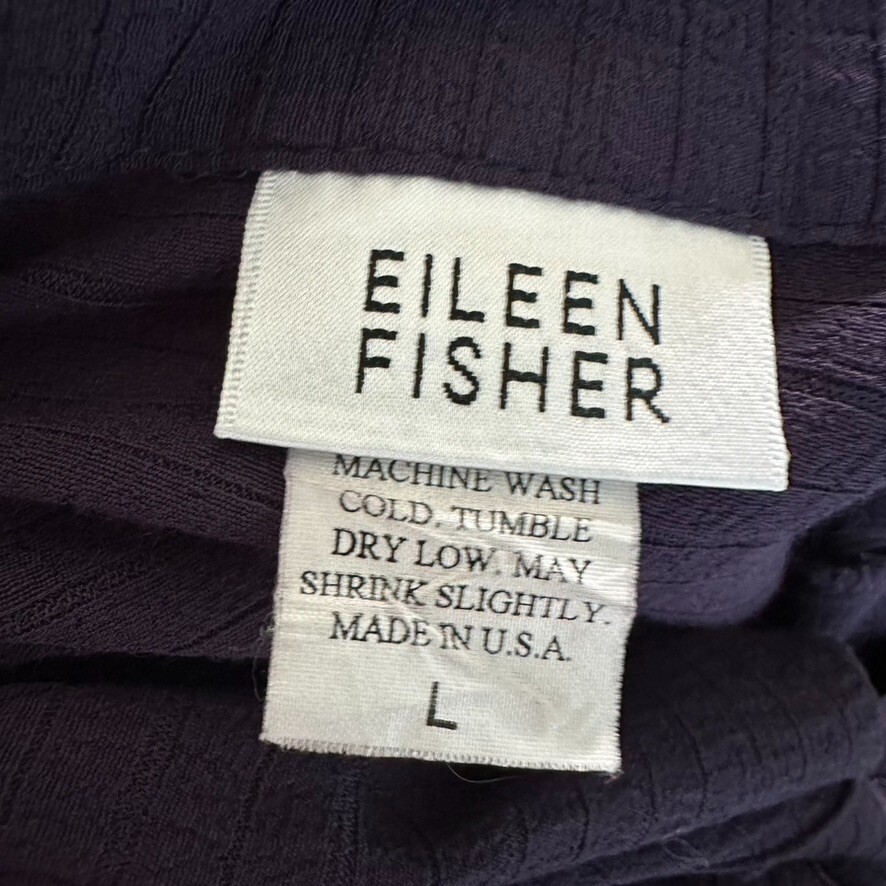 EILEEN
FISHER
MACHINE WASH
COLD. TUMBLE
DRY LOW. MAY
SHRINK SLIGHTLY.
MADE IN U.S.A.
L